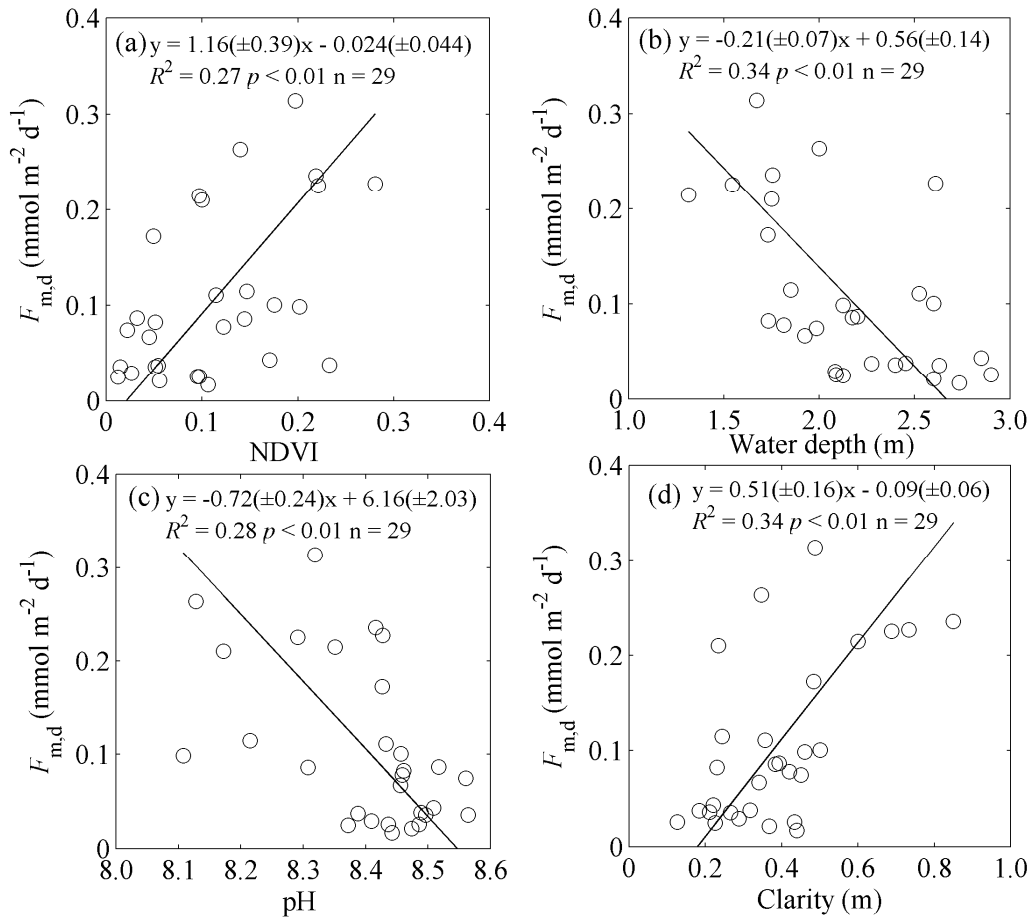 (a) y = 1.16(±0.39)x - 0.024(±0.044)
R² = 0.27 p < 0.01 n = 29
0.4
0.3
0.2
0.1
0
F m,d (mmol m⁻² d⁻¹)
0 0.1 0.2 0.3 0.4
NDVI
(b) y = -0.21(±0.07)x + 0.56(±0.14)
R² = 0.34 p < 0.01 n = 29
0.4
0.3
0.2
0.1
0
F m,d (mmol m⁻² d⁻¹)
1.0 1.5 2.0 2.5 3.0
Water depth (m)
(c) y = -0.72(±0.24)x + 6.16(±2.03)
R² = 0.28 p < 0.01 n = 29
0.4
0.3
0.2
0.1
0
F m,d (mmol m⁻² d⁻¹)
8.0 8.1 8.2 8.3 8.4 8.5 8.6
pH
(d) y = 0.51(±0.16)x - 0.09(±0.06)
R² = 0.34 p < 0.01 n = 29
0.4
0.3
0.2
0.1
0
F m,d (mmol m⁻² d⁻¹)
0 0.2 0.4 0.6 0.8 1.0
Clarity (m)